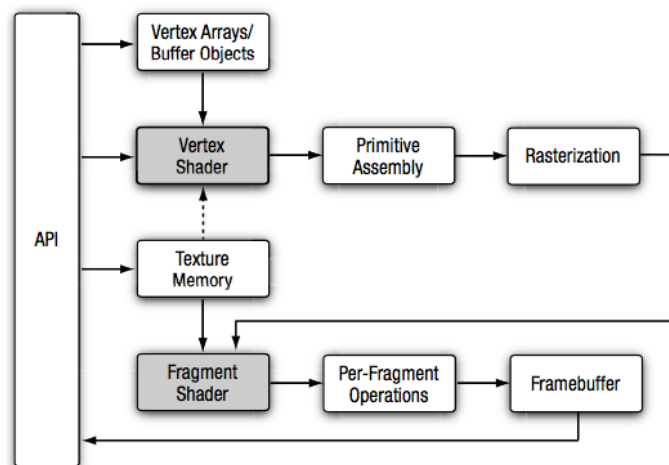 Vertex Arrays/
Buffer Objects
Vertex
Shader
Primitive
Assembly
Rasterization
API
Texture
Memory
Fragment
Shader
Per-Fragment
Operations
Framebuffer